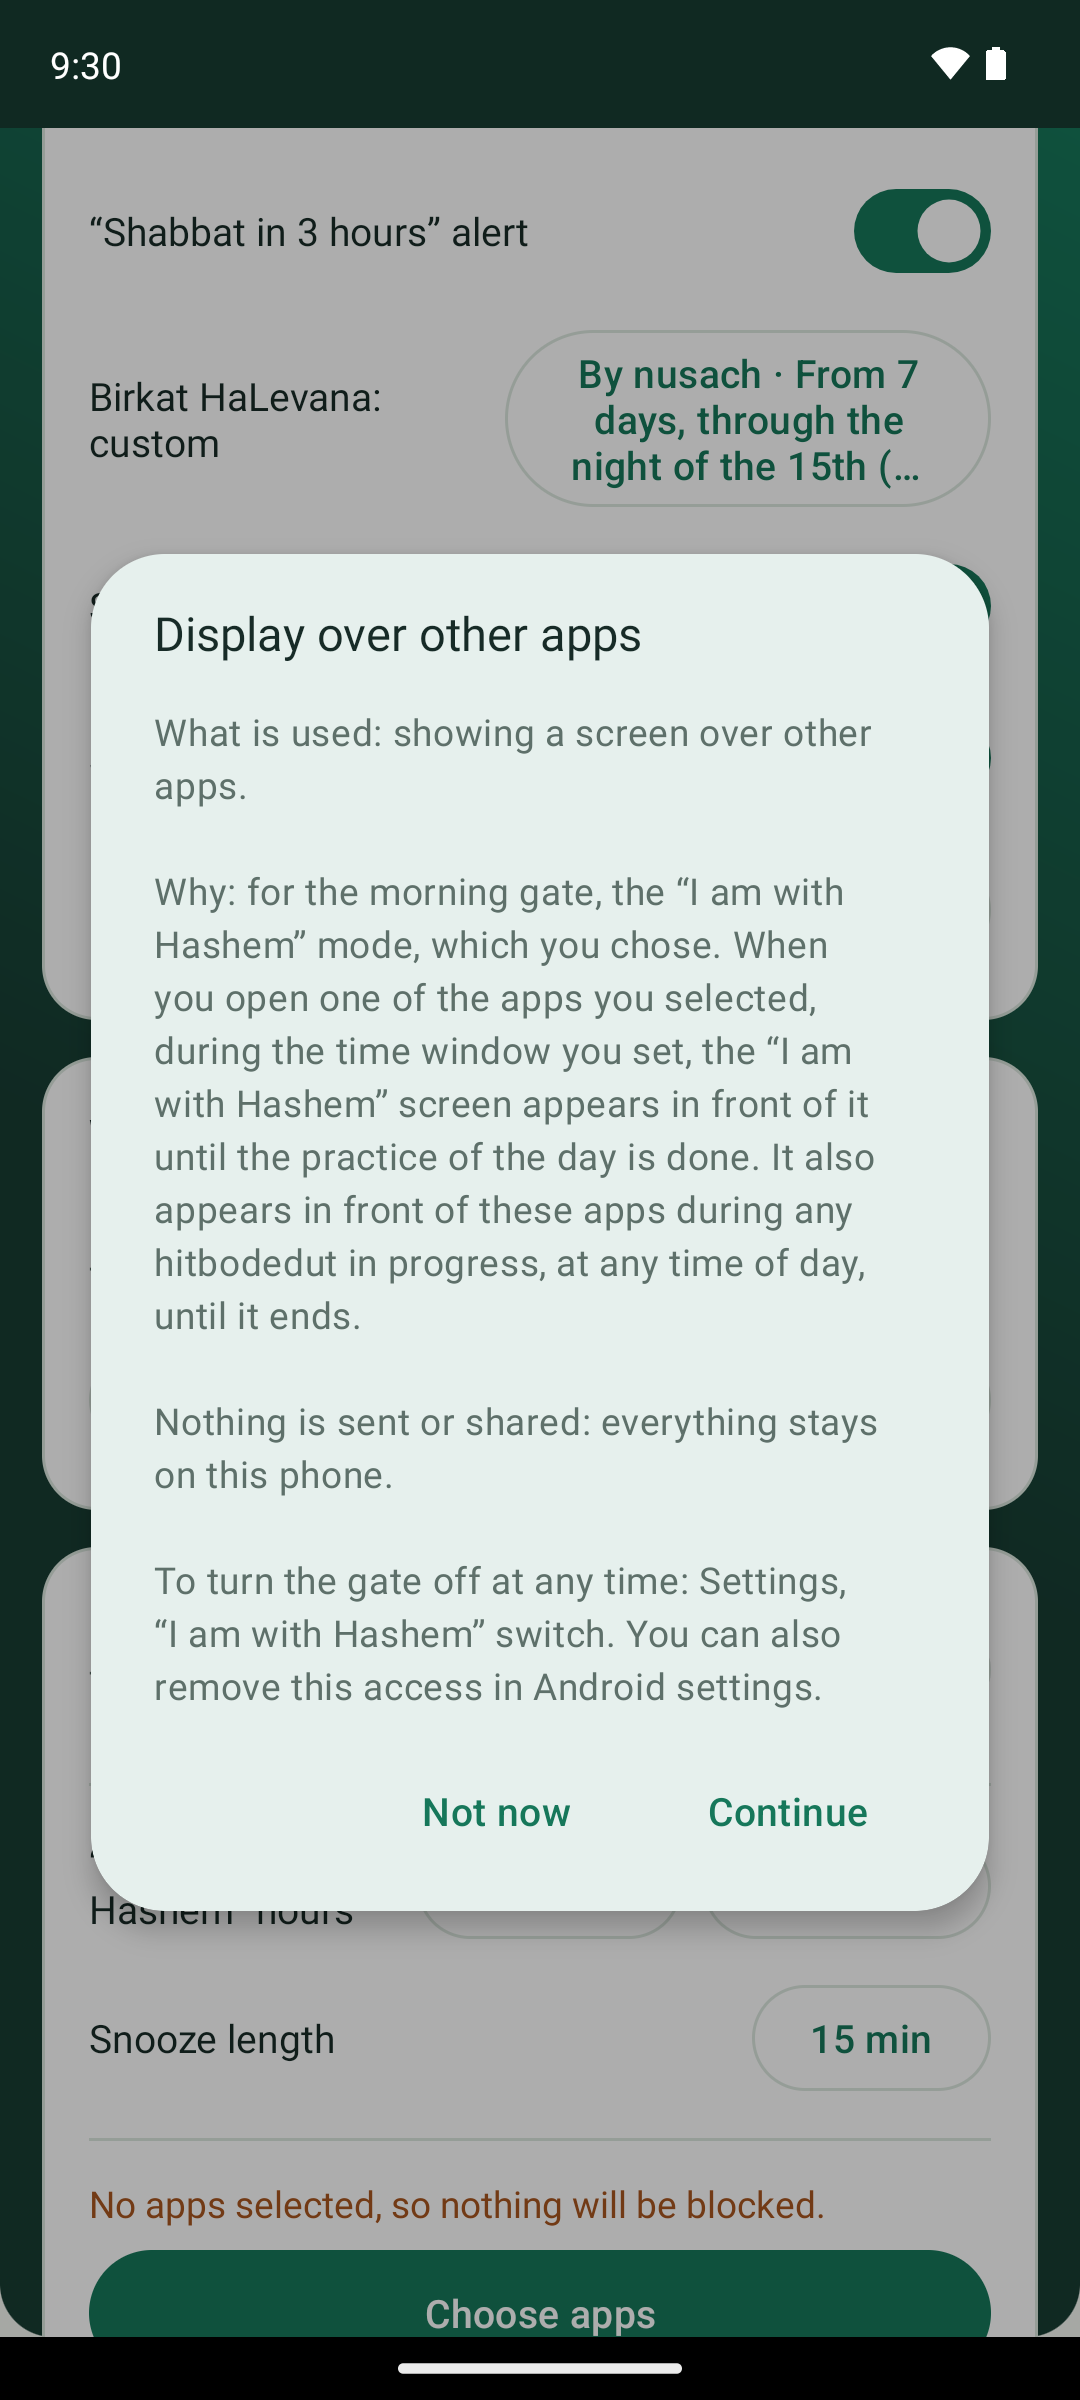 9:30
“Shabbat in 3 hours” alert
Birkat HaLevana:
custom
By nusach · From 7
days, through the
night of the 15th (…
Display over other apps
What is used: showing a screen over other
apps.
Why: for the morning gate, the “I am with
Hashem” mode, which you chose. When
you open one of the apps you selected,
during the time window you set, the “I am
with Hashem” screen appears in front of it
until the practice of the day is done. It also
appears in front of these apps during any
hitbodedut in progress, at any time of day,
until it ends.
Nothing is sent or shared: everything stays
on this phone.
To turn the gate off at any time: Settings,
“I am with Hashem” switch. You can also
remove this access in Android settings.
Not now
Continue
Hashem” hours
Snooze length
15 min
No apps selected, so nothing will be blocked.
Choose apps